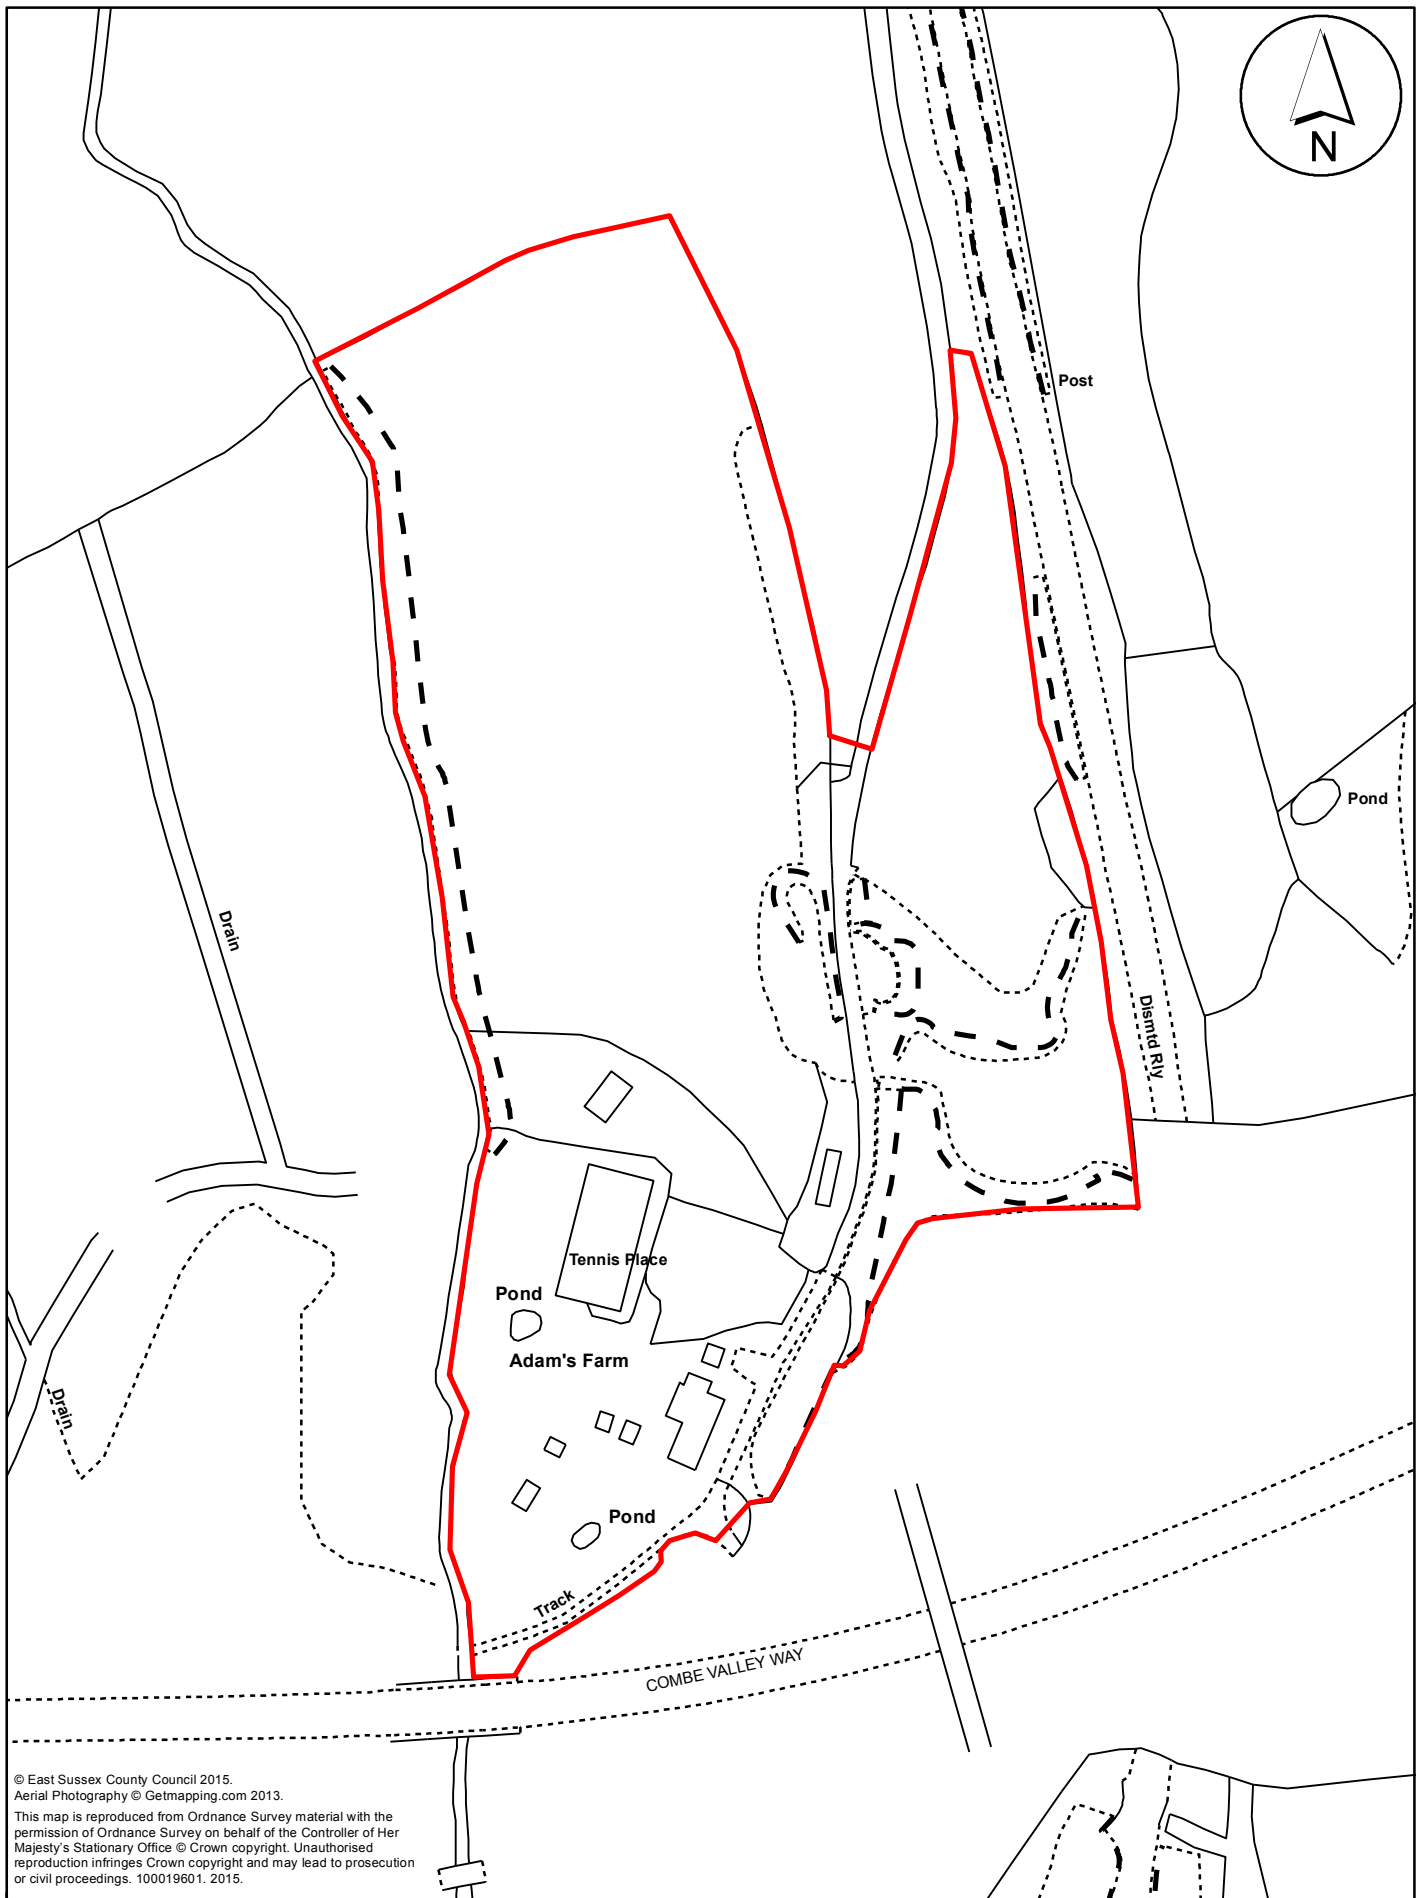 N
Post
Pond
Drain
Dismtd Rly
Tennis Place
Pond
Adam's Farm
Drain
Pond
Track
COMBE VALLEY WAY
© East Sussex County Council 2015.
Aerial Photography © Getmapping.com 2013.
This map is reproduced from Ordnance Survey material with the
permission of Ordnance Survey on behalf of the Controller of Her
Majesty's Stationary Office © Crown copyright. Unauthorised
reproduction infringes Crown copyright and may lead to prosecution
or civil proceedings. 100019601. 2015.